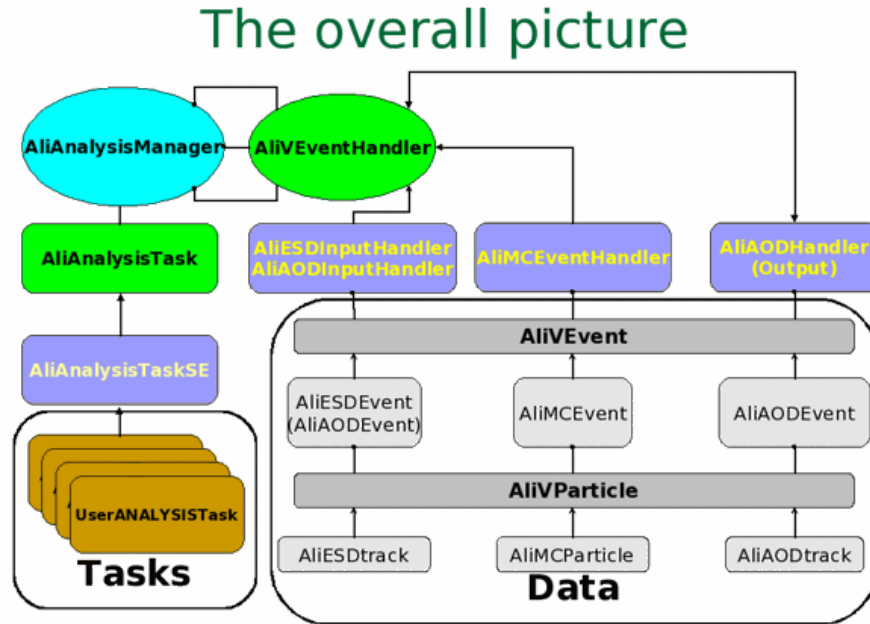 The overall picture
AliAnalysisManager
AliVEventHandler
AliAnalysisTask
AliESDInputHandler
AliAODInputHandler
AliMCEventHandler
AliAODHandler
(Output)
AliVEvent
AliAnalysisTaskSE
AliESDEvent
(AliAODEvent)
AliMCEvent
AliAODEvent
AliVParticle
UserANALYSISTask
AliESDtrack
AliMCParticle
AliAODtrack
Tasks
Data